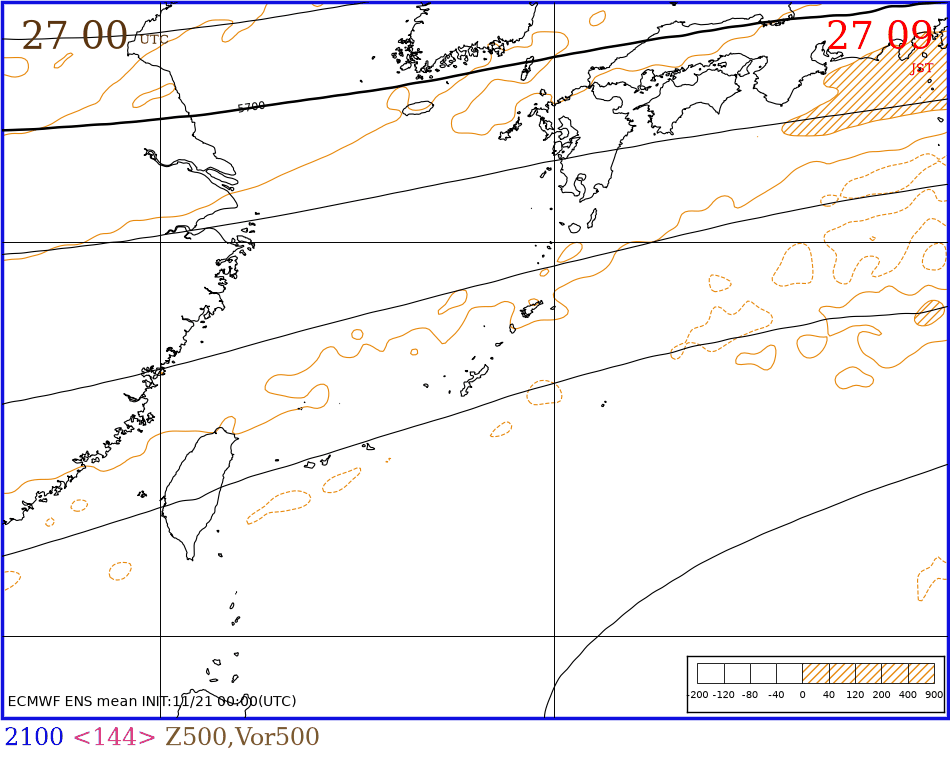 27 00 UTC
27 09
JST
5700
-200 -120 -80 -40 0 40 120 200 400 900
ECMWF ENS mean INIT:11/21 00:00(UTC)
2100 <144> Z500,Vor500